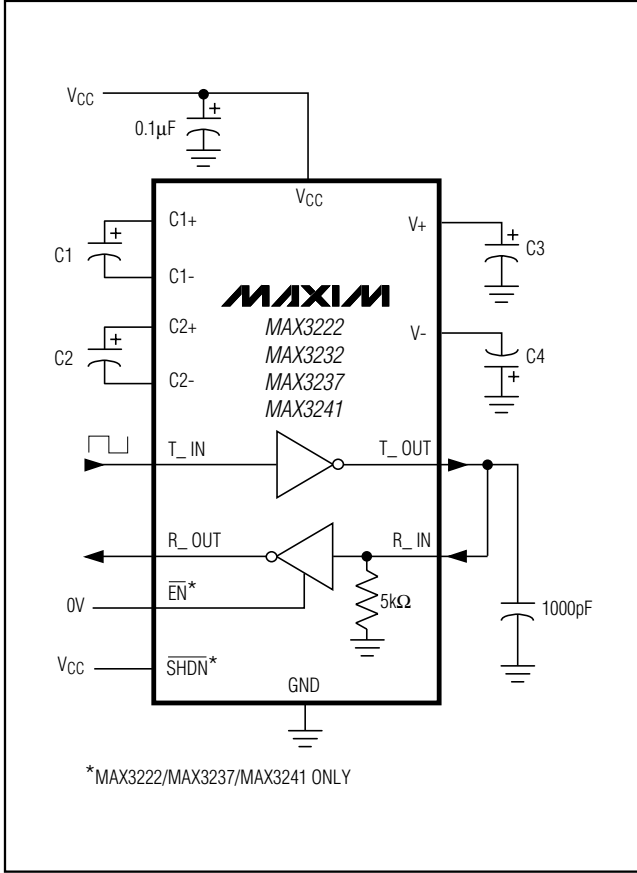 VCC
+
0.1µF
VCC
C1+
C1
+
C1-
C2+
C2
+
C2-
V+
+
C3
V-
C4
+
MAXIM
MAX3222
MAX3232
MAX3237
MAX3241
T_ IN
T_ OUT
R_ OUT
R_ IN
0V
EN*
5kΩ
1000pF
VCC
SHDN*
GND
*MAX3222/MAX3237/MAX3241 ONLY